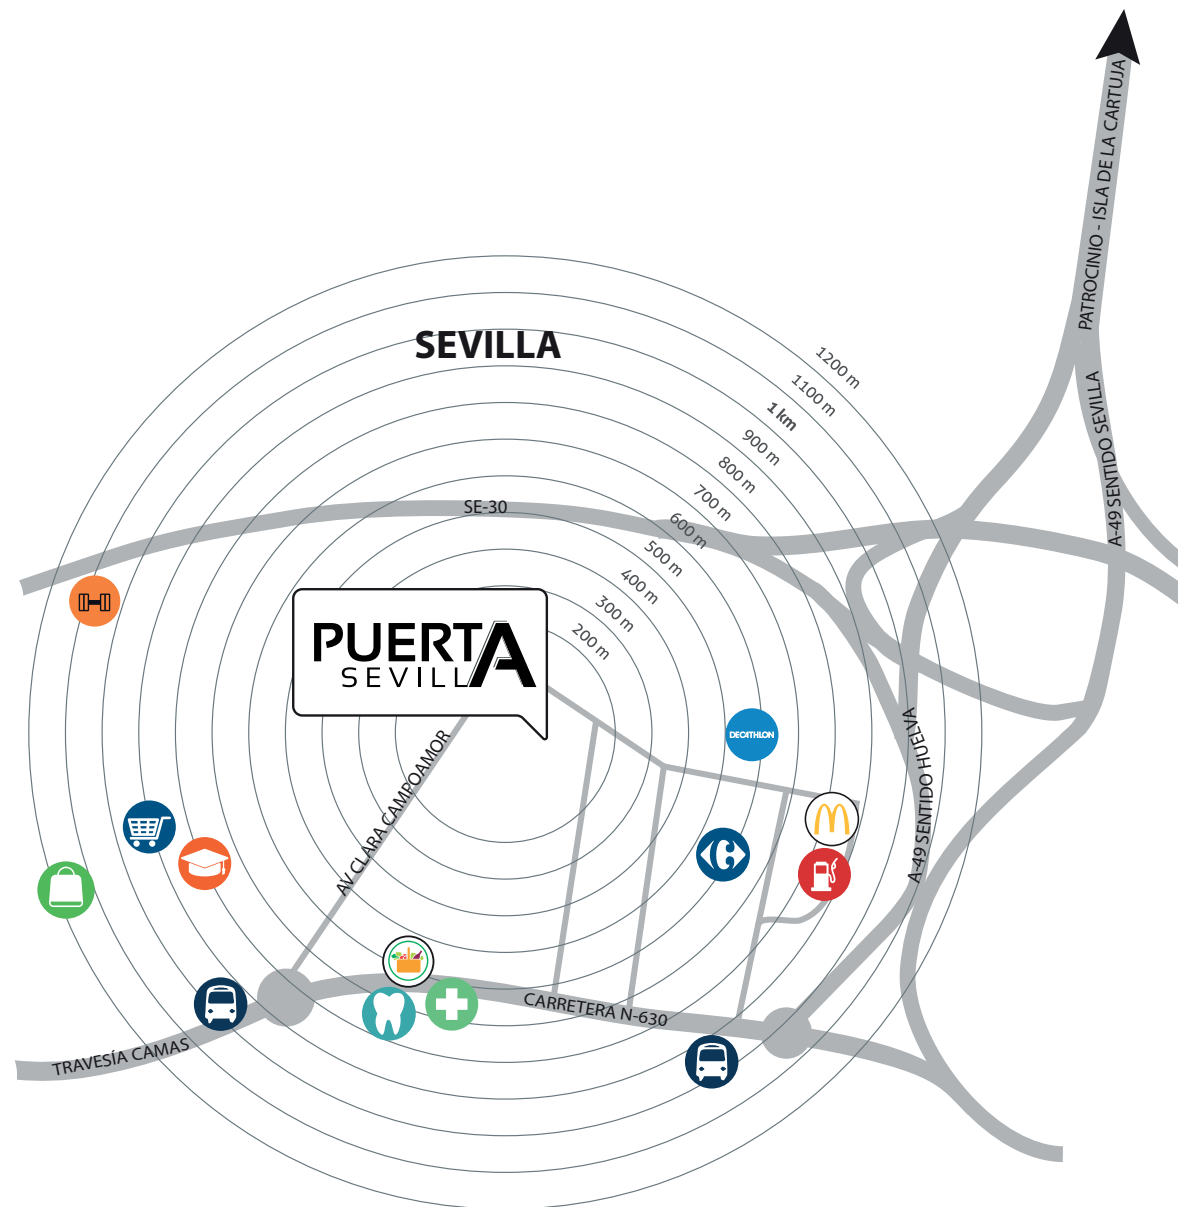 PATROCINIO - ISLA DE LA CARTUJA
SEVILLA
1200 m
1100 m
1 km
900 m
800 m
700 m
600 m
500 m
400 m
300 m
200 m
A-49 SENTIDO SEVILLA
SE-30
PUERTA
SEVILLA
DECATHLON
AV CLARA CAMPOAMOR
A-49 SENTIDO HUELVA
CARRETERA N-630
TRAVESÍA CAMAS